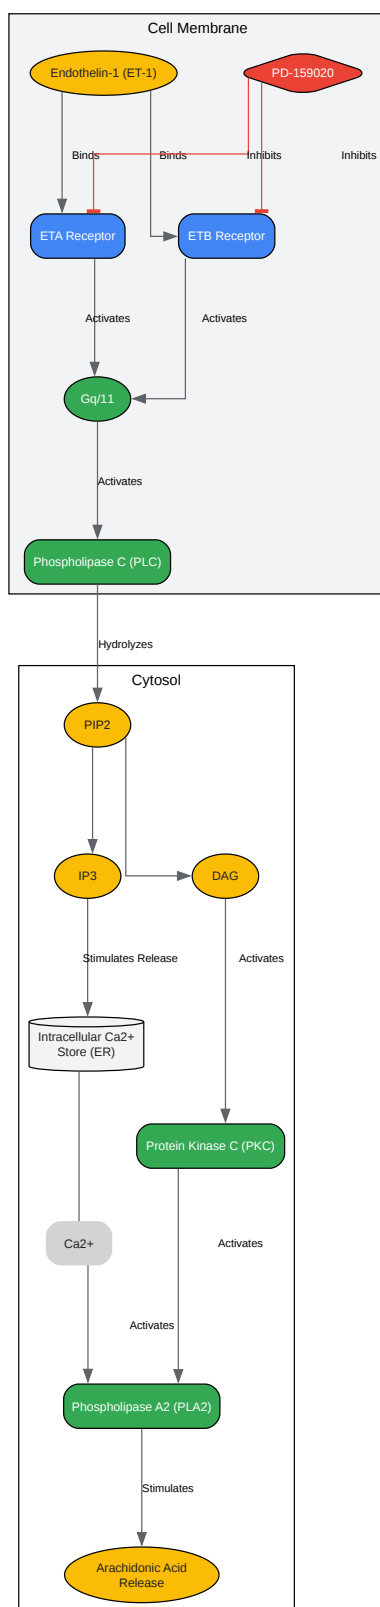 Cell Membrane
Endothelin-1 (ET-1)
PD-159020
Binds
Binds
Inhibits
Inhibits
ETA Receptor
ETB Receptor
Activates
Activates
Gq/11
Activates
Phospholipase C (PLC)
Hydrolyzes
Cytosol
PIP2
IP3
DAG
Stimulates Release
Activates
Intracellular Ca2+
Store (ER)
Protein Kinase C (PKC)
Ca2+
Activates
Activates
Phospholipase A2 (PLA2)
Stimulates
Arachidonic Acid
Release